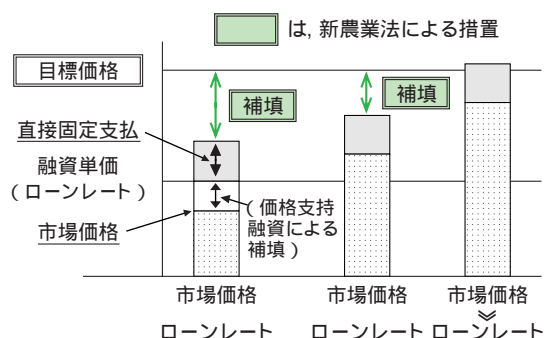 は, 新農業法による措置
目標価格
補填
補填
直接固定支払
融資単価
(ローンレート)
市場価格
(価格支持
融資による
補填)
市場価格
ローンレート
市場価格
ローンレート
市場価格
≫
ローンレート